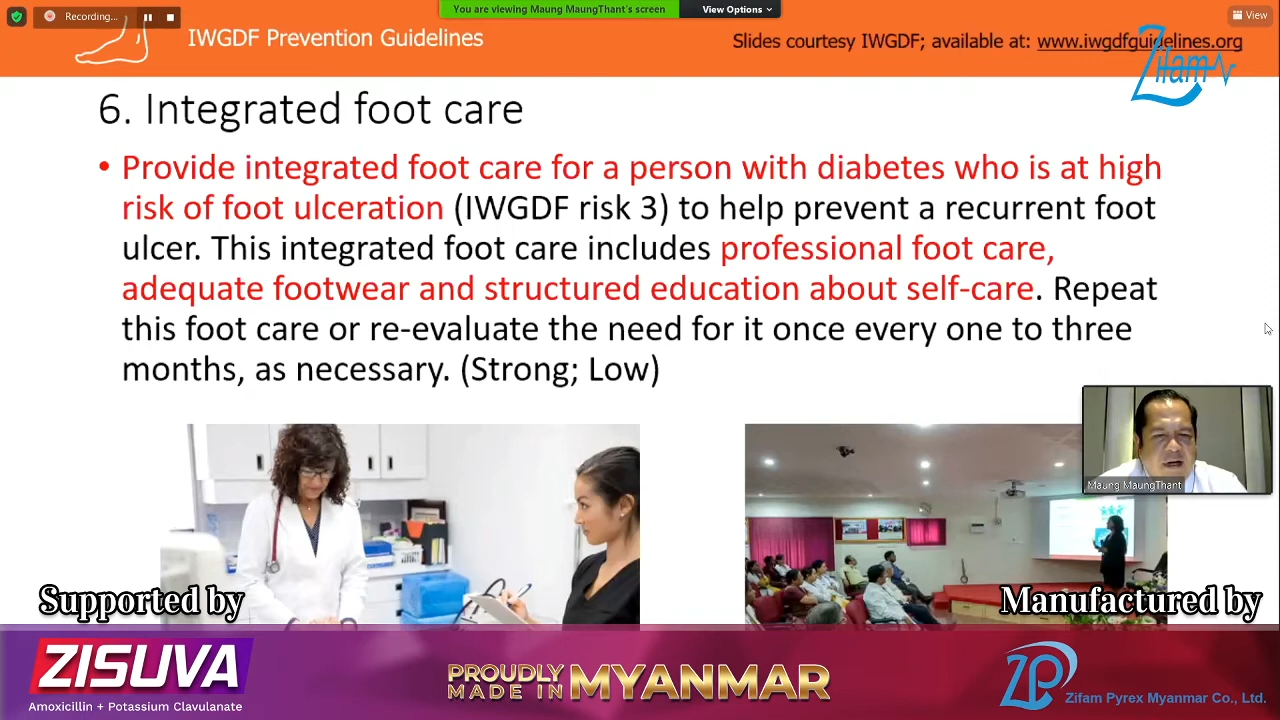 Recording...
You are viewing Maung MaungThant's screen
View Options
View
IWGDF Prevention Guidelines
Slides courtesy IWGDF; available at: www.iwgdfguidelines.org
Zifam
6. Integrated foot care
• Provide integrated foot care for a person with diabetes who is at high
risk of foot ulceration (IWGDF risk 3) to help prevent a recurrent foot
ulcer. This integrated foot care includes professional foot care,
adequate footwear and structured education about self-care. Repeat
this foot care or re-evaluate the need for it once every one to three
months, as necessary. (Strong; Low)
Maung MaungThant
Supported by
Manufactured by
ZISUVA
Amoxicillin + Potassium Clavulanate
PROUDLY
MADE IN MYANMAR
ZP
Zifam Pyrex Myanmar Co., Ltd.